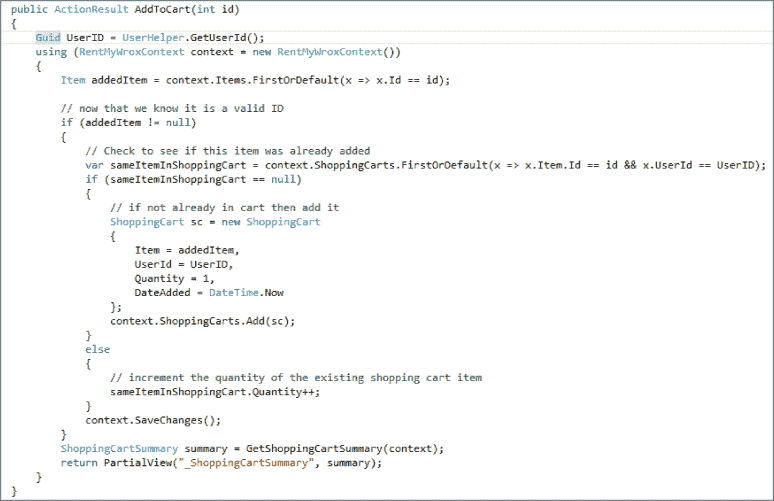 public ActionResult AddToCart(int id)
{
    Guid UserID = UserHelper.GetUserId();
    using (RentMyWroxContext context = new RentMyWroxContext())
    {
        Item addedItem = context.Items.FirstOrDefault(x => x.Id == id);

        // now that we know it is a valid ID
        if (addedItem != null)
        {
            // Check to see if this item was already added
            var sameItemInShoppingCart = context.ShoppingCarts.FirstOrDefault(x => x.Item.Id == id && x.UserId == UserID);
            if (sameItemInShoppingCart == null)
            {
                // if not already in cart then add it
                ShoppingCart sc = new ShoppingCart
                {
                    Item = addedItem,
                    UserId = UserID,
                    Quantity = 1,
                    DateAdded = DateTime.Now
                };
                context.ShoppingCarts.Add(sc);
            }
            else
            {
                // increment the quantity of the existing shopping cart item
                sameItemInShoppingCart.Quantity++;
            }
            context.SaveChanges();
        }
        ShoppingCartSummary summary = GetShoppingCartSummary(context);
        return PartialView("_ShoppingCartSummary", summary);
    }
}